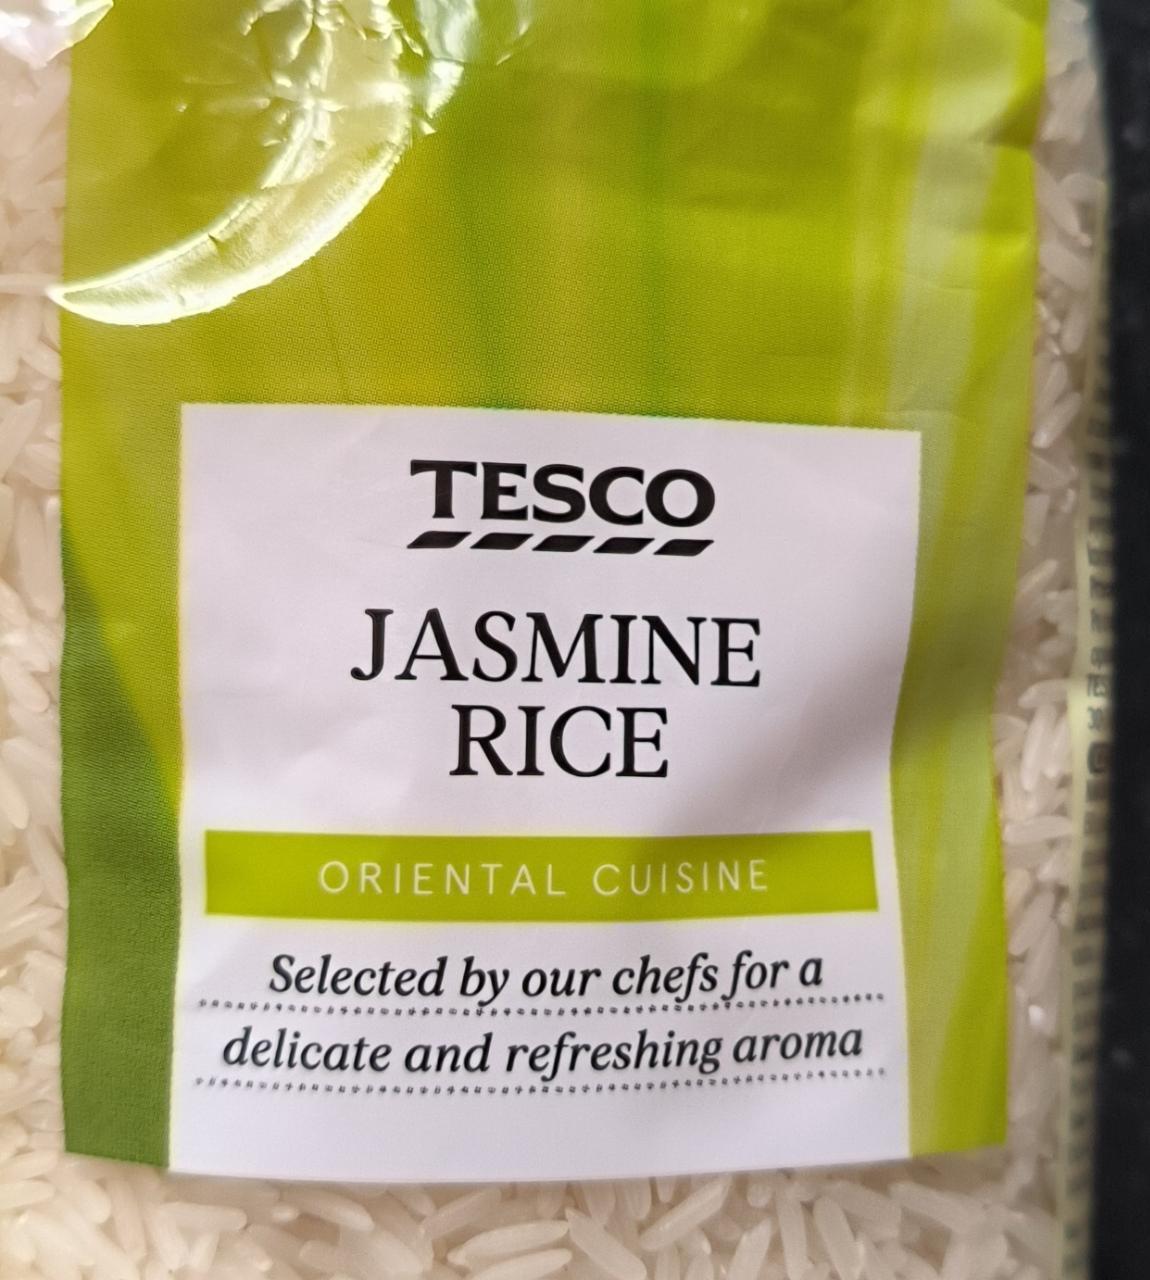 TESCO
JASMINE
RICE
ORIENTAL CUISINE
Selected by our chefs for a
delicate and refreshing aroma